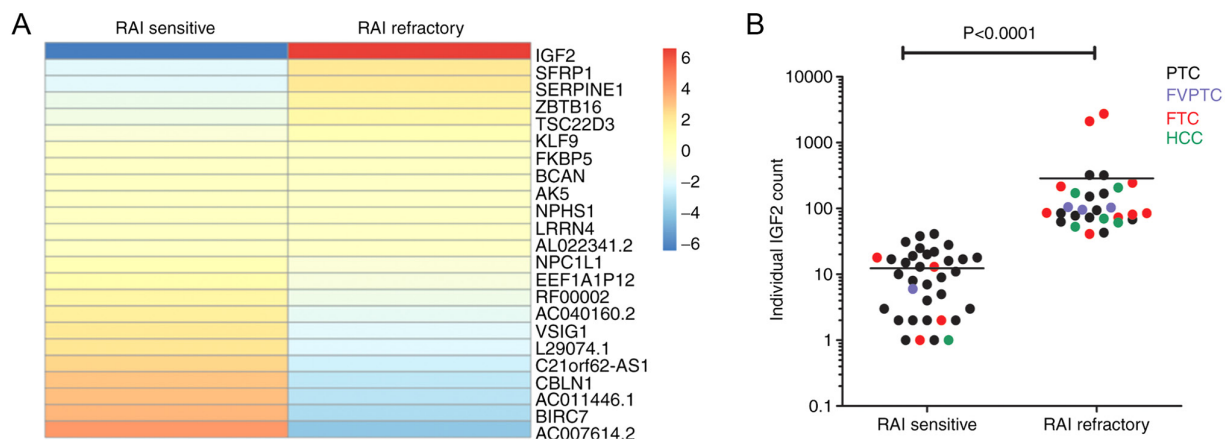 A
RAI sensitive
RAI refractory
IGF2
SFRP1
SERPINE1
ZBTB16
TSC22D3
KLF9
FKBP5
BCAN
AK5
NPHS1
LRRN4
AL022341.2
NPC1L1
EEF1A1P12
RF00002
AC040160.2
VSIG1
L29074.1
C21orf62-AS1
CBLN1
AC011446.1
BIRC7
AC007614.2
6
4
2
0
−2
−4
−6
B
P<0.0001
PTC
FVPTC
FTC
HCC
Individual IGF2 count
10000
1000
100
10
1
0.1
RAI sensitive
RAI refractory